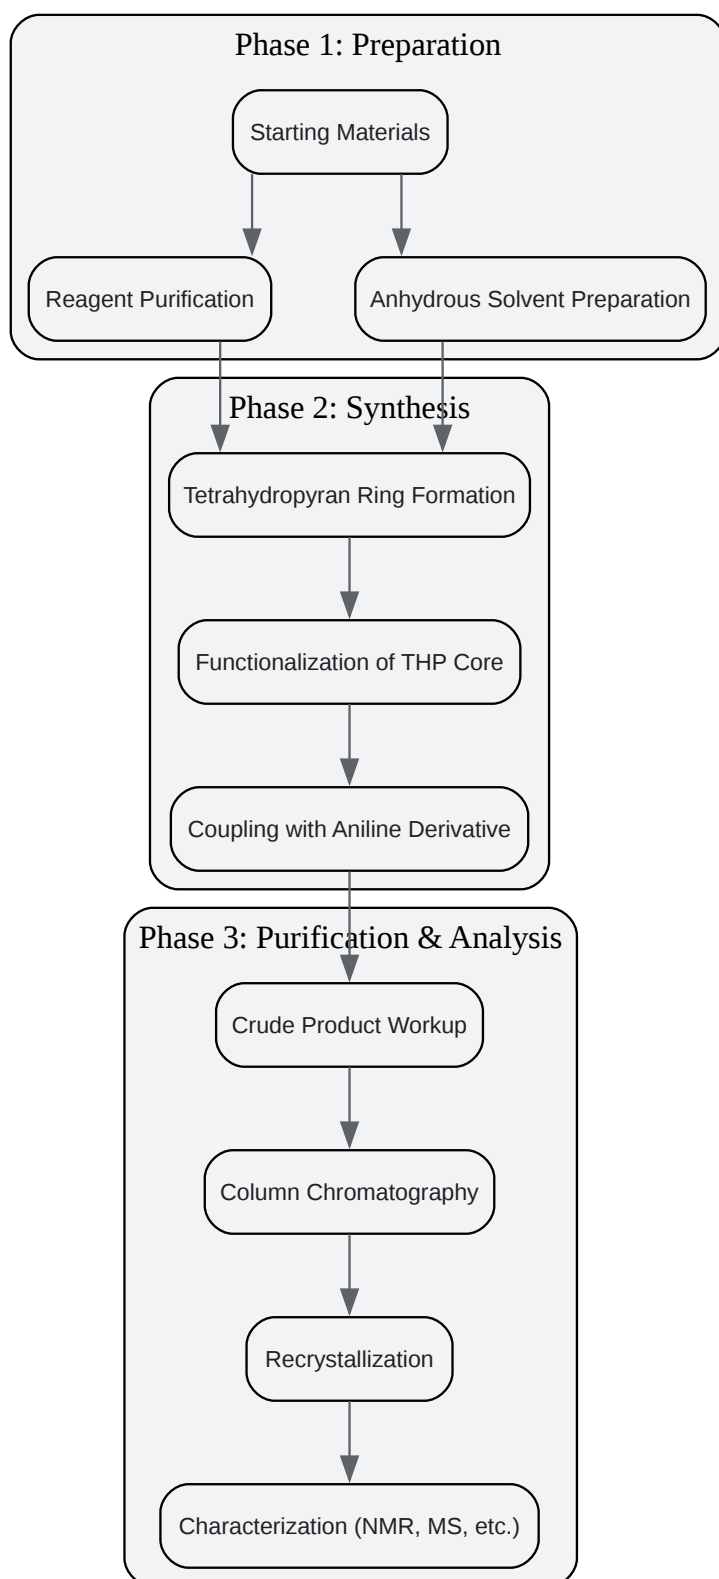 Phase 1: Preparation
Starting Materials
Reagent Purification
Anhydrous Solvent Preparation
Phase 2: Synthesis
Tetrahydropyran Ring Formation
Functionalization of THP Core
Coupling with Aniline Derivative
Phase 3: Purification & Analysis
Crude Product Workup
Column Chromatography
Recrystallization
Characterization (NMR, MS, etc.)